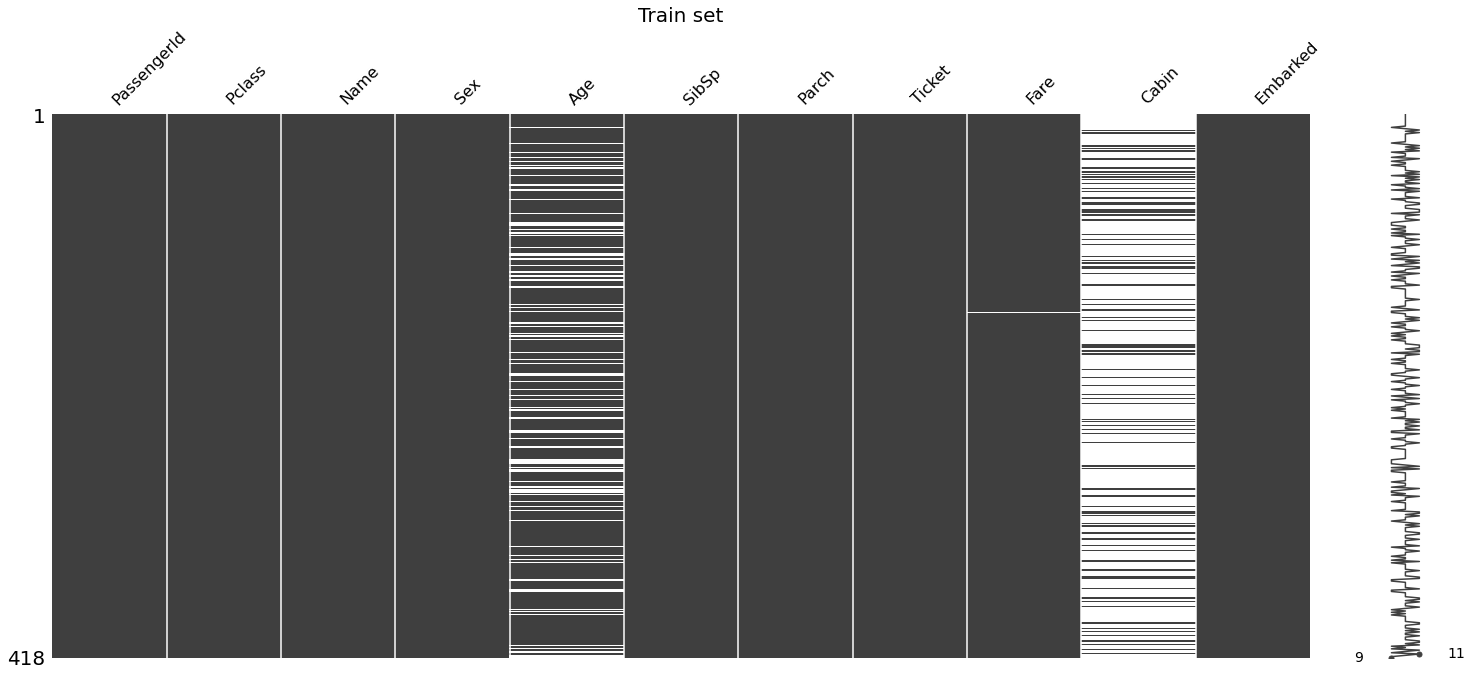 Train set
PassengerId
Pclass
Name
Sex
Age
SibSp
Parch
Ticket
Fare
Cabin
Embarked
1
418
9
11